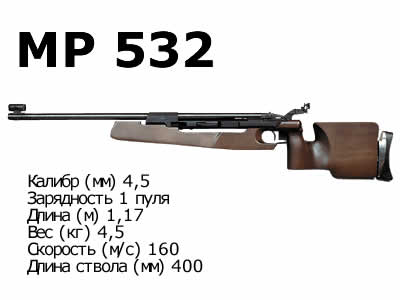 MP 532
Калибр (мм) 4,5
Зарядность 1 пуля
Длина (м) 1,17
Вес (кг) 4,5
Скорость (м/с) 160
Длина ствола (мм) 400